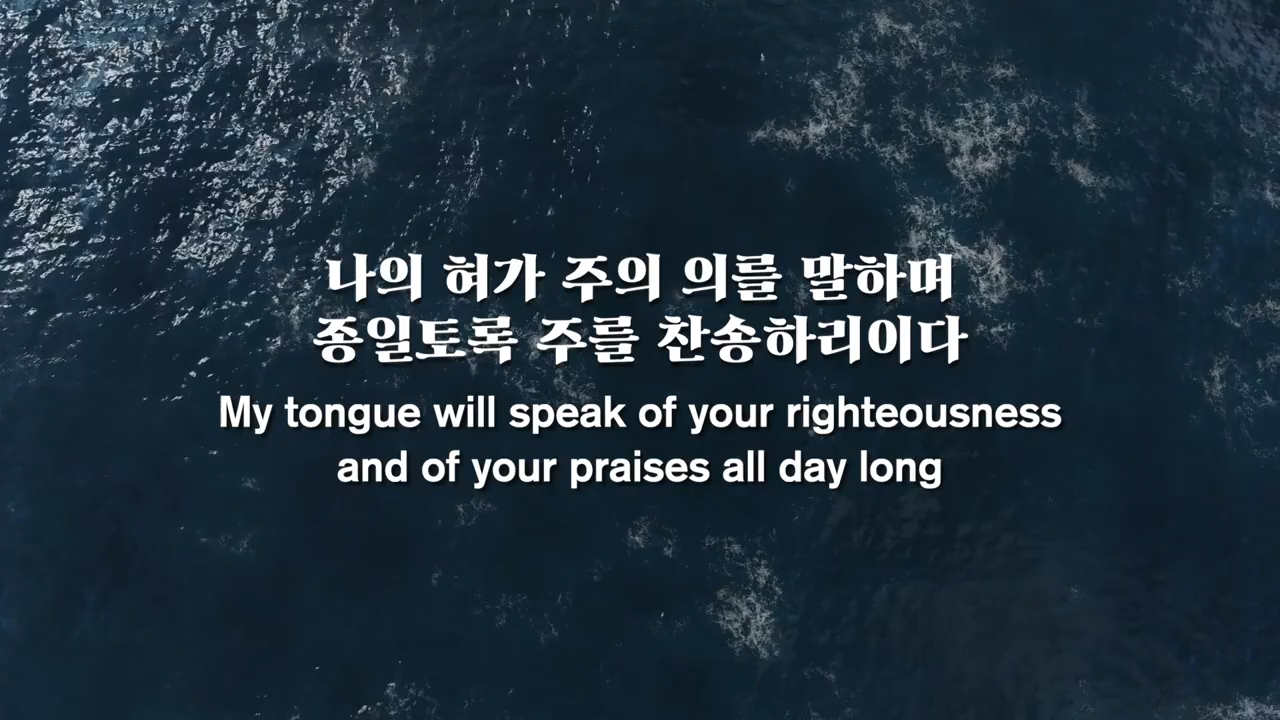 나의 혀가 주의 의를 말하며
종일토록 주를 찬송하리이다
My tongue will speak of your righteousness
and of your praises all day long